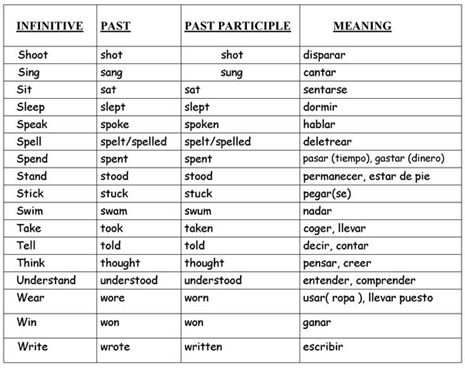 INFINITIVE PAST PAST PARTICIPLE MEANING
Shoot shot shot disparar
Sing sang sung cantar
Sit sat sat sentarse
Sleep slept slept dormir
Speak spoke spoken hablar
Spell spelt/spelled spelt/spelled deletrear
Spend spent spent pasar (tiempo), gastar (dinero)
Stand stood stood permanecer, estar de pie
Stick stuck stuck pegar(se)
Swim swam swum nadar
Take took taken coger, llevar
Tell told told decir, contar
Think thought thought pensar, creer
Understand understood understood entender, comprender
Wear wore worn usar( ropa ), llevar puesto
Win won won ganar
Write wrote written escribir